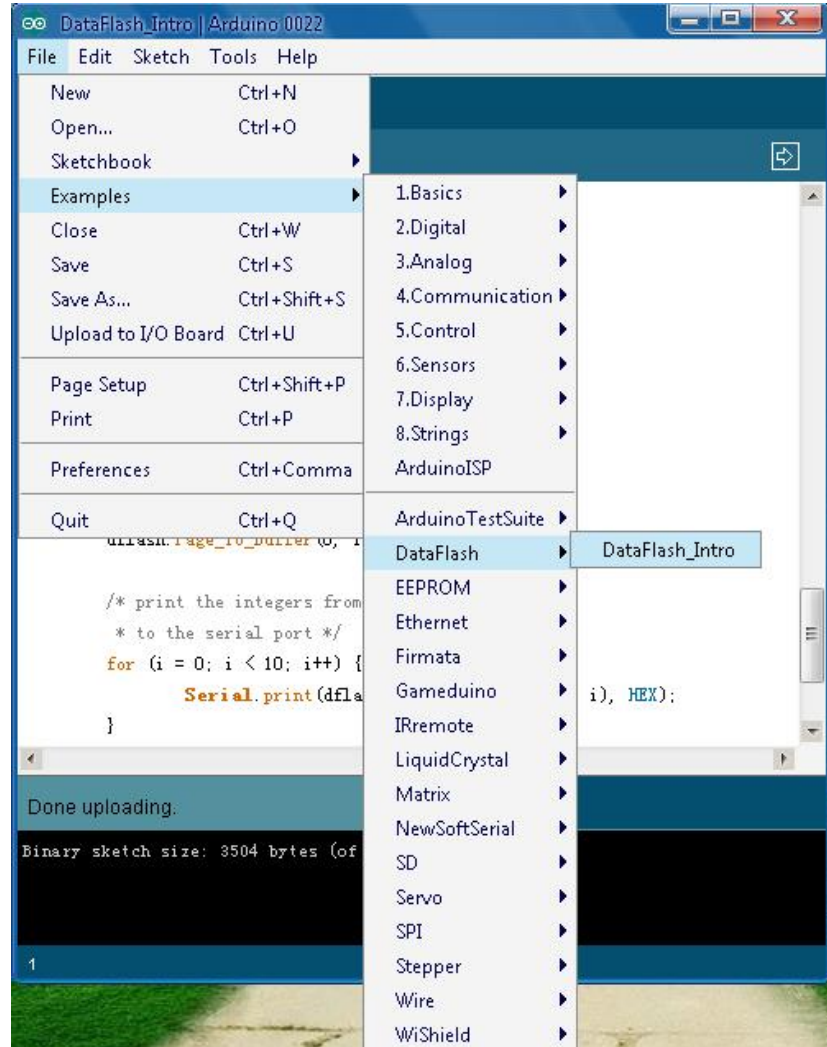 DataFlash_Intro | Arduino 0022
File Edit Sketch Tools Help
New Ctrl+N
Open... Ctrl+O
Sketchbook
Examples
Close Ctrl+W
Save Ctrl+S
Save As... Ctrl+Shift+S
Upload to I/O Board Ctrl+U
Page Setup Ctrl+Shift+P
Print Ctrl+P
Preferences Ctrl+Comma
Quit Ctrl+Q
1.Basics
2.Digital
3.Analog
4.Communication
5.Control
6.Sensors
7.Display
8.Strings
ArduinoISP
ArduinoTestSuite
DataFlash
EEPROM
Ethernet
Firmata
Gameduino
IRremote
LiquidCrystal
Matrix
NewSoftSerial
SD
Servo
SPI
Stepper
Wire
WiShield
DataFlash_Intro
dflash.Page_To_Buffer(0,
/* print the integers from
* to the serial port */
for (i = 0; i < 10; i++) {
Serial.print(dfla i), HEX);
}
Done uploading.
Binary sketch size: 3504 bytes (of
1